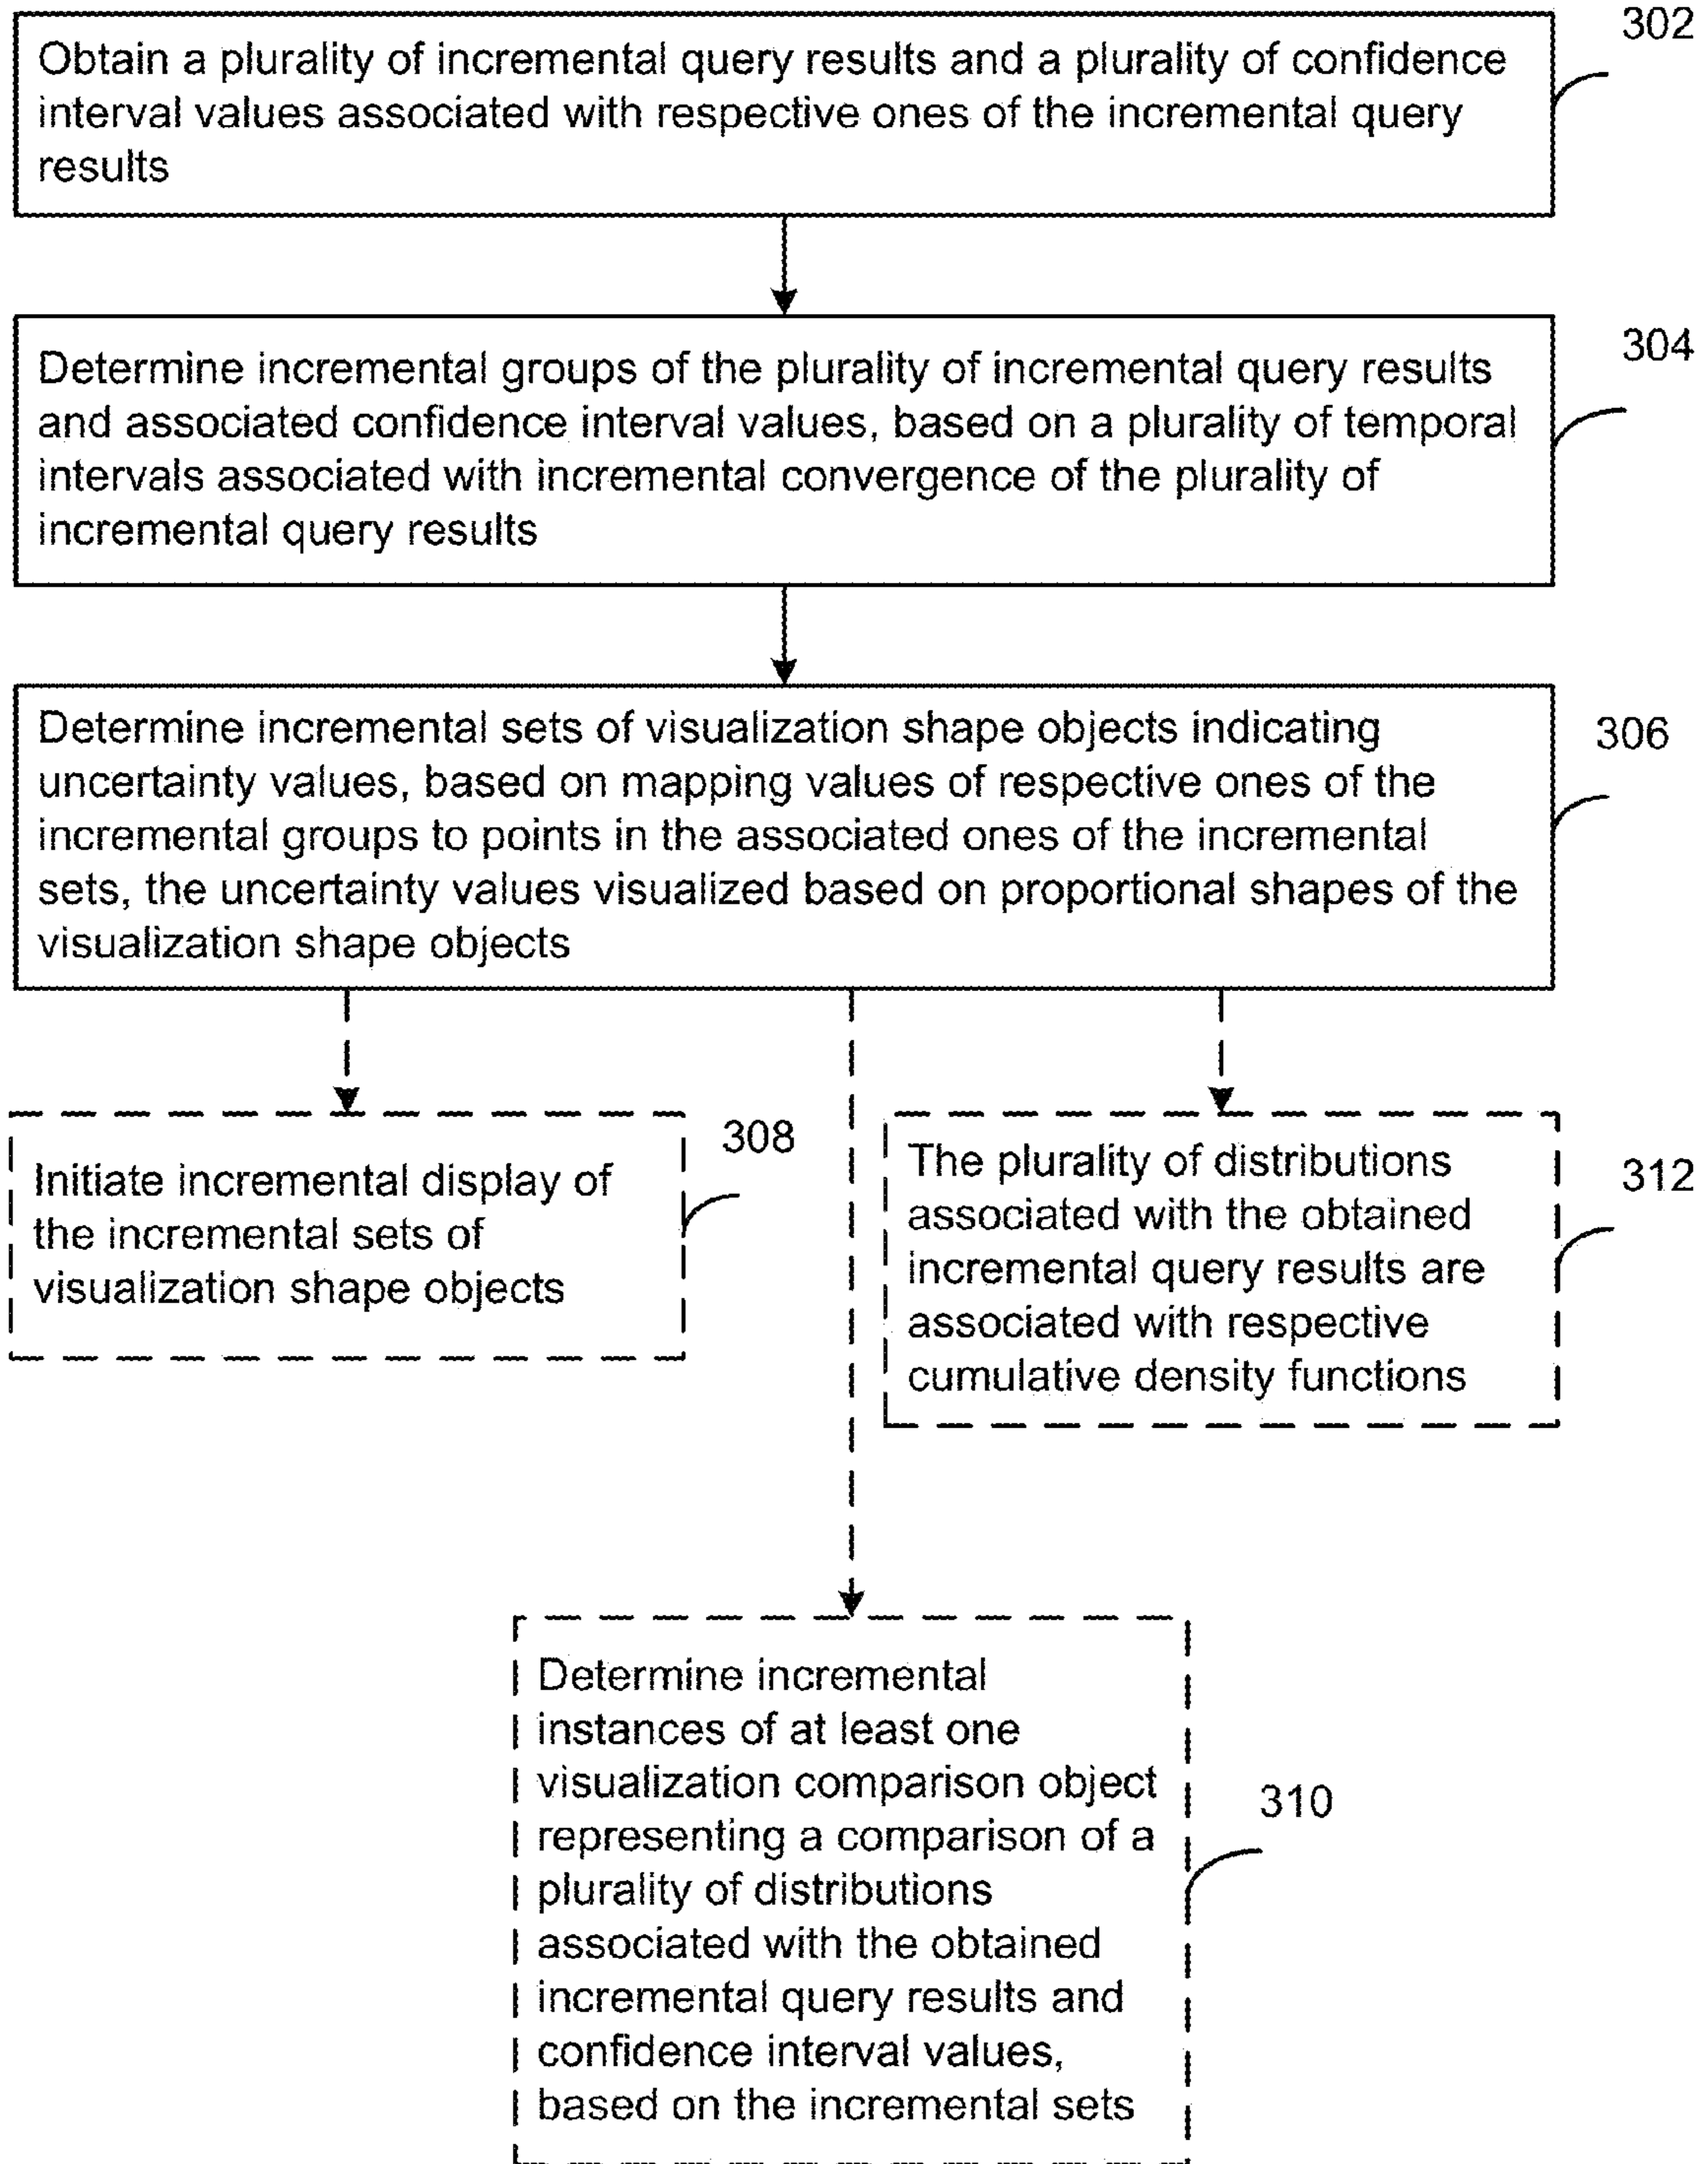 302
Obtain a plurality of incremental query results and a plurality of confidence
interval values associated with respective ones of the incremental query
results
304
Determine incremental groups of the plurality of incremental query results
and associated confidence interval values, based on a plurality of temporal
intervals associated with incremental convergence of the plurality of
incremental query results
306
Determine incremental sets of visualization shape objects indicating
uncertainty values, based on mapping values of respective ones of the
incremental groups to points in the associated ones of the incremental
sets, the uncertainty values visualized based on proportional shapes of the
visualization shape objects
308
Initiate incremental display of
the incremental sets of
visualization shape objects
312
The plurality of distributions
associated with the obtained
incremental query results are
associated with respective
cumulative density functions
310
Determine incremental
instances of at least one
visualization comparison object
representing a comparison of a
plurality of distributions
associated with the obtained
incremental query results and
confidence interval values,
based on the incremental sets